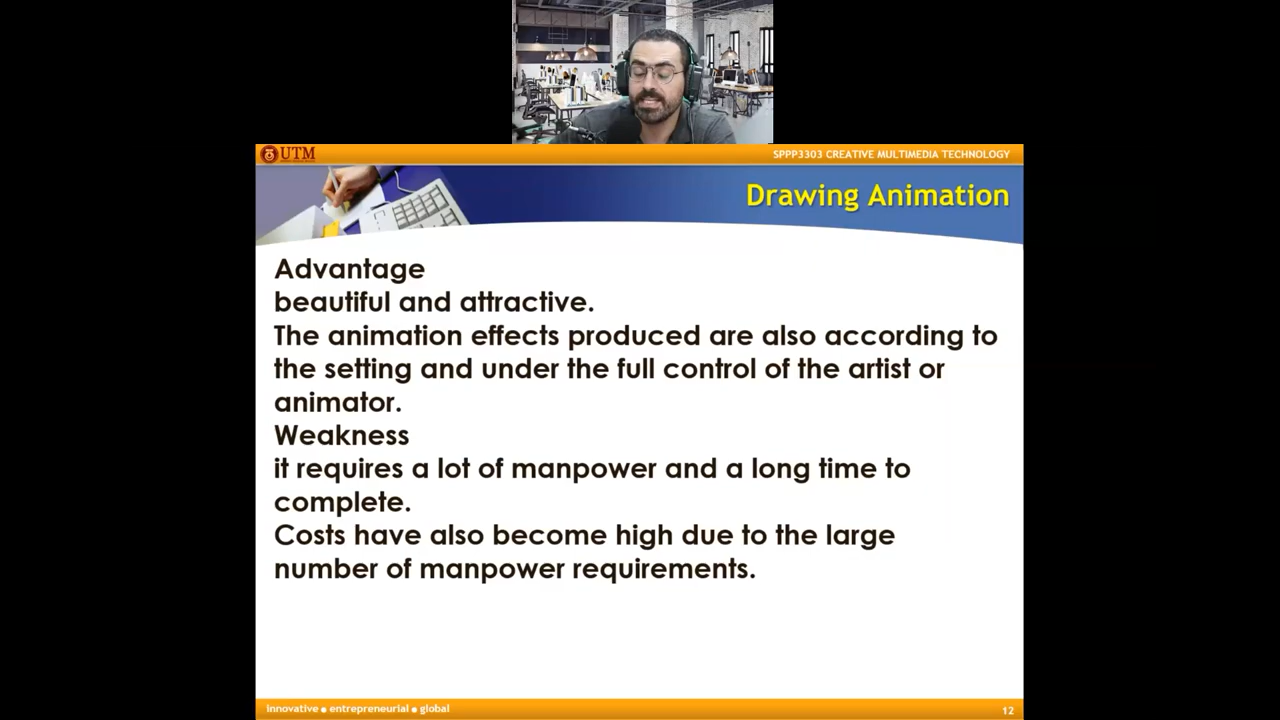 UTM
SPPP3303 CREATIVE MULTIMEDIA TECHNOLOGY
Drawing Animation
Advantage
beautiful and attractive.
The animation effects produced are also according to
the setting and under the full control of the artist or
animator.
Weakness
it requires a lot of manpower and a long time to
complete.
Costs have also become high due to the large
number of manpower requirements.
innovative ● entrepreneurial ● global
12